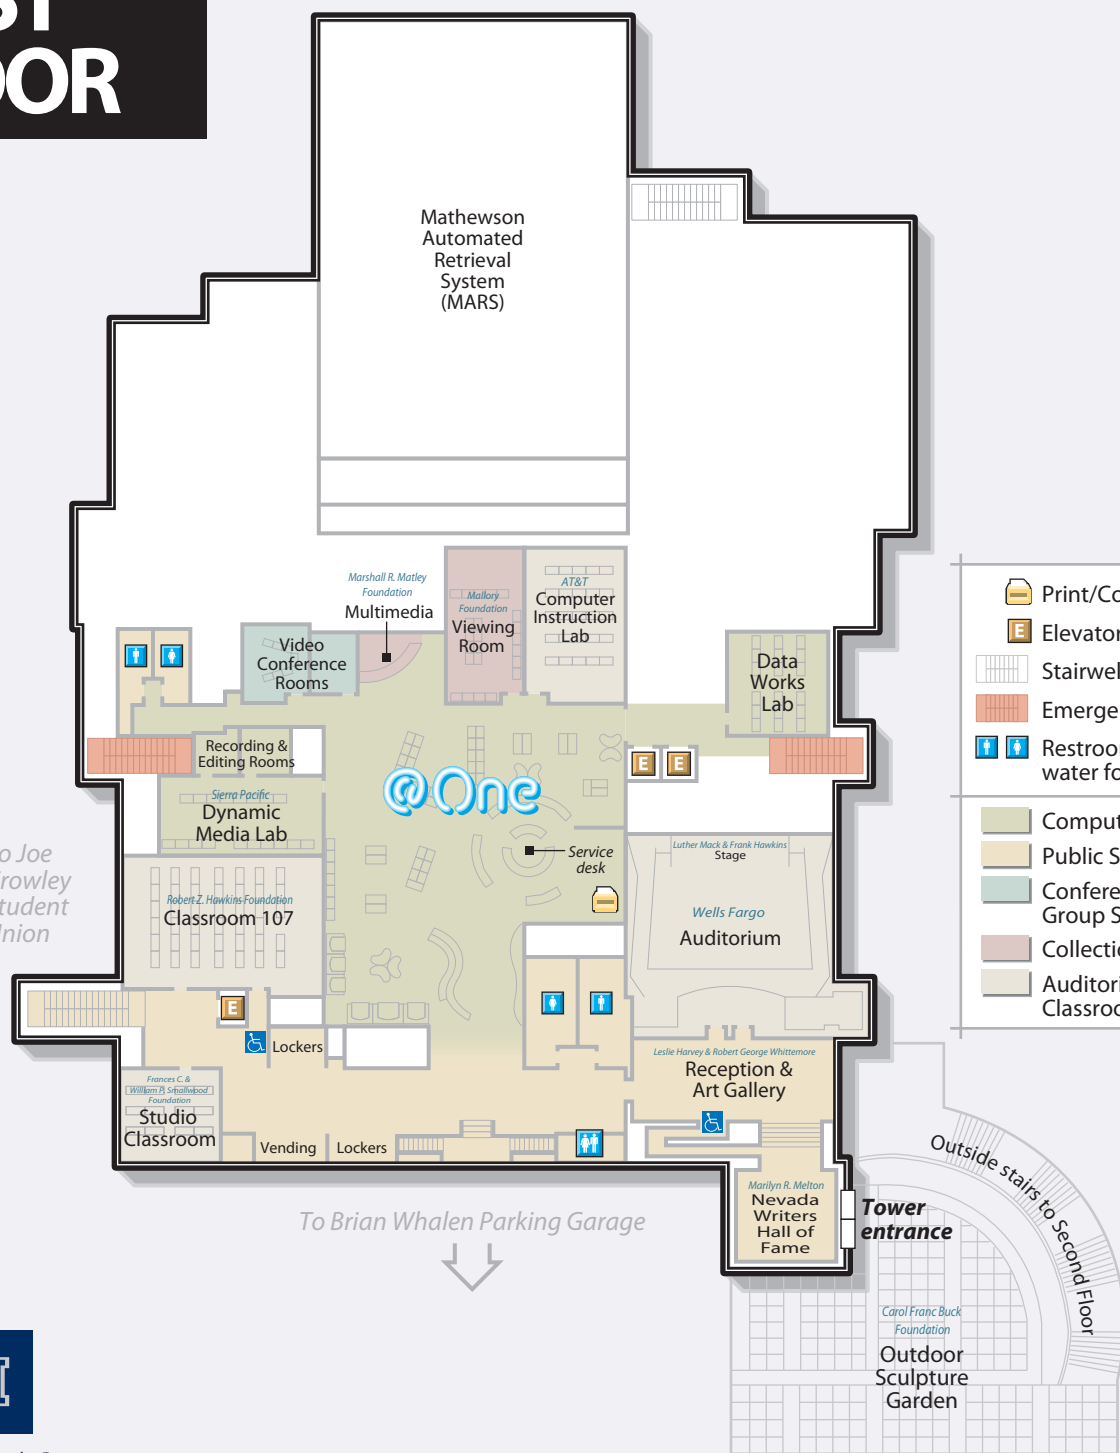 OOR
Mathewson
Automated
Retrieval
System
(MARS)
Marshall R. Matley
Foundation
Multimedia
Mallory
Foundation
Viewing
Room
AT&T
Computer
Instruction
Lab
Video
Conference
Rooms
Data
Works
Lab
Recording &
Editing Rooms
Sierra Pacific
Dynamic
Media Lab
@One
E
E
Service
desk
Luther Mack & Frank Hawkins
Stage
Wells Fargo
Auditorium
Robert Z. Hawkins Foundation
Classroom 107
o Joe
rowley
tudent
nion
E
Lockers
Frances C. &
William P. Smallwood
Foundation
Studio
Classroom
Vending
Lockers
Leslie Harvey & Robert George Whittemore
Reception &
Art Gallery
Marilyn R. Melton
Nevada
Writers
Hall of
Fame
Tower
entrance
To Brian Whalen Parking Garage
Outside stairs to Second Floor
Carol Franc Buck
Foundation
Outdoor
Sculpture
Garden
Print/Co
E Elevator
Stairwel
Emerge
Restroo
water fo
Comput
Public S
Confere
Group S
Collecti
Auditori
Classroo